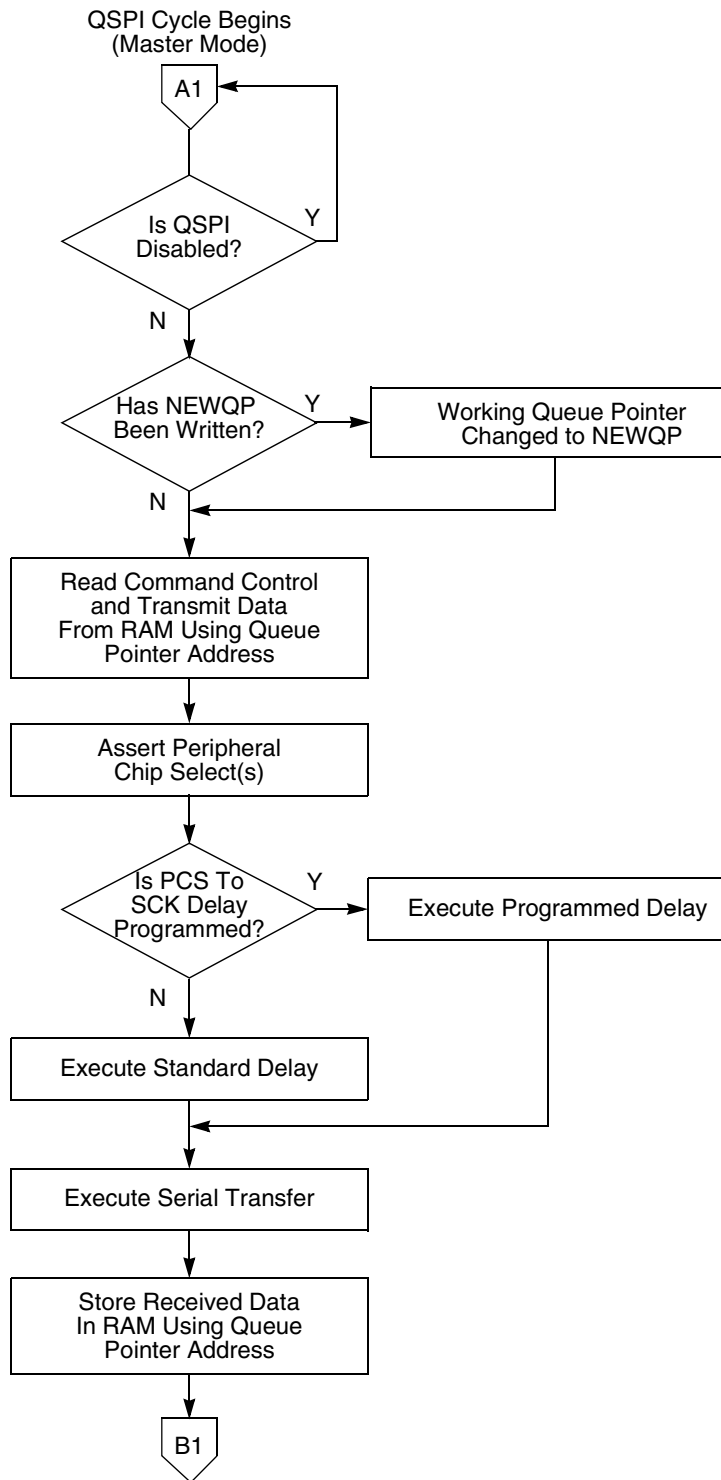 QSPI Cycle Begins
(Master Mode)
A1
Is QSPI
Disabled?
Y
N
Has NEWQP
Been Written?
Y
Working Queue Pointer
Changed to NEWQP
N
Read Command Control
and Transmit Data
From RAM Using Queue
Pointer Address
Assert Peripheral
Chip Select(s)
Is PCS To
SCK Delay
Programmed?
Y
Execute Programmed Delay
N
Execute Standard Delay
Execute Serial Transfer
Store Received Data
In RAM Using Queue
Pointer Address
B1